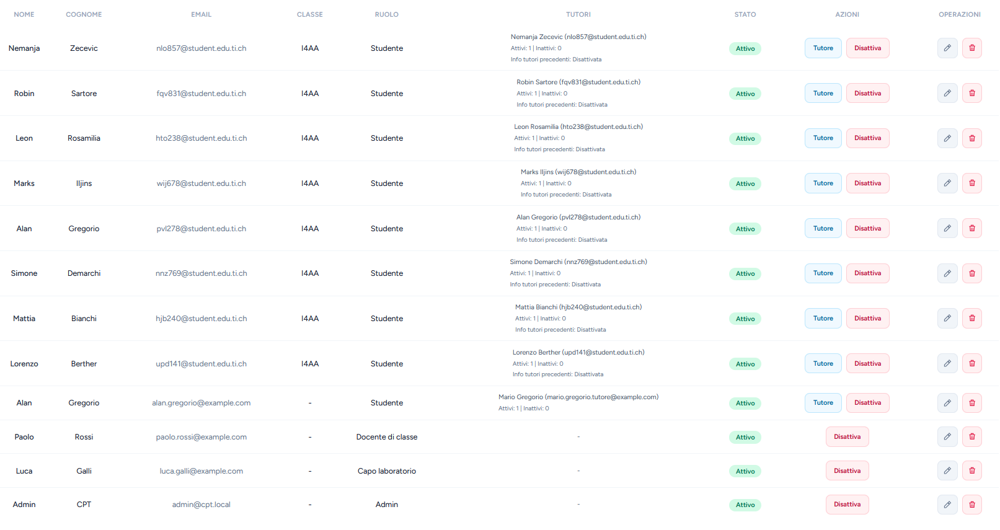 NOME COGNOME EMAIL CLASSE RUOLO TUTORI STATO AZIONI OPERAZIONI
Nemanja Zecevic nlo857@student.edu.ti.ch I4AA Studente Nemanja Zecevic (nlo857@student.edu.ti.ch) Attivo Tutore Disattiva
Attivi: 1 | Inattivi: 0
Info tutori precedenti: Disattivata
Robin Sartore fqv831@student.edu.ti.ch I4AA Studente Robin Sartore (fqv831@student.edu.ti.ch) Attivo Tutore Disattiva
Attivi: 1 | Inattivi: 0
Info tutori precedenti: Disattivata
Leon Rosamilia hto238@student.edu.ti.ch I4AA Studente Leon Rosamilia (hto238@student.edu.ti.ch) Attivo Tutore Disattiva
Attivi: 1 | Inattivi: 0
Info tutori precedenti: Disattivata
Marks Iljins wij678@student.edu.ti.ch I4AA Studente Marks Iljins (wij678@student.edu.ti.ch) Attivo Tutore Disattiva
Attivi: 1 | Inattivi: 0
Info tutori precedenti: Disattivata
Alan Gregorio pvl278@student.edu.ti.ch I4AA Studente Alan Gregorio (pvl278@student.edu.ti.ch) Attivo Tutore Disattiva
Attivi: 1 | Inattivi: 0
Info tutori precedenti: Disattivata
Simone Demarchi nnz769@student.edu.ti.ch I4AA Studente Simone Demarchi (nnz769@student.edu.ti.ch) Attivo Tutore Disattiva
Attivi: 1 | Inattivi: 0
Info tutori precedenti: Disattivata
Mattia Bianchi hjb240@student.edu.ti.ch I4AA Studente Mattia Bianchi (hjb240@student.edu.ti.ch) Attivo Tutore Disattiva
Attivi: 1 | Inattivi: 0
Info tutori precedenti: Disattivata
Lorenzo Berther upd141@student.edu.ti.ch I4AA Studente Lorenzo Berther (upd141@student.edu.ti.ch) Attivo Tutore Disattiva
Attivi: 1 | Inattivi: 0
Info tutori precedenti: Disattivata
Alan Gregorio alan.gregorio@example.com - Studente Mario Gregorio (mario.gregorio.tutore@example.com) Attivo Tutore Disattiva
Attivi: 1 | Inattivi: 0
Paolo Rossi paolo.rossi@example.com - Docente di classe - Attivo Disattiva
Luca Galli luca.galli@example.com - Capo laboratorio - Attivo Disattiva
Admin CPT admin@cpt.local - Admin - Attivo Disattiva